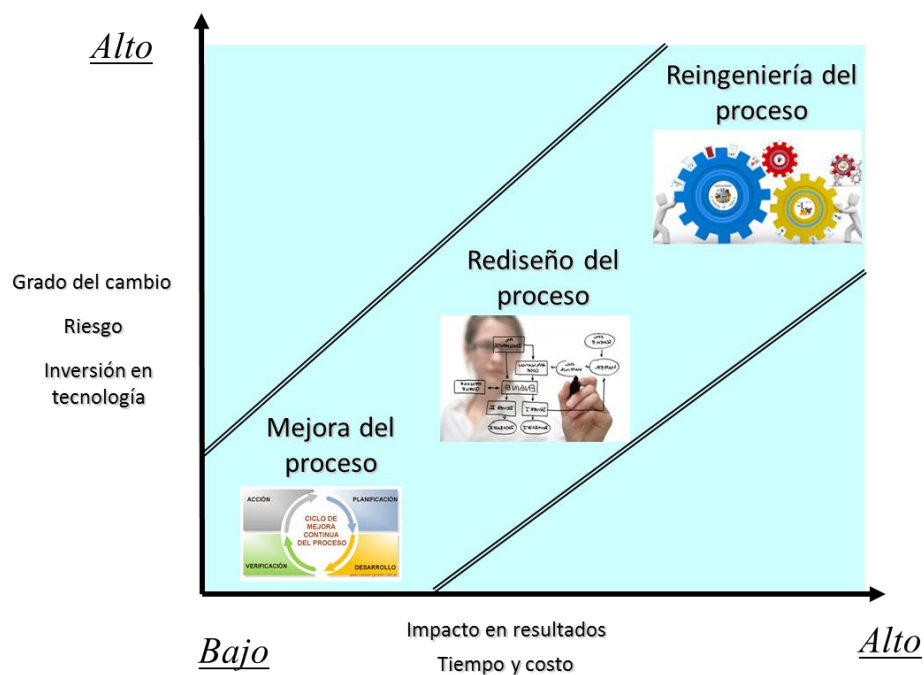 Alto
Reingeniería del
proceso
Rediseño del
proceso
Grado del cambio
Riesgo
Inversión en
tecnología
Mejora del
proceso
ACCIÓN
PLANIFICACIÓN
CICLO DE
MEJORA
CONTINUA
DEL PROCESO
VERIFICACIÓN
DESARROLLO
Bajo
Impacto en resultados
Tiempo y costo
Alto